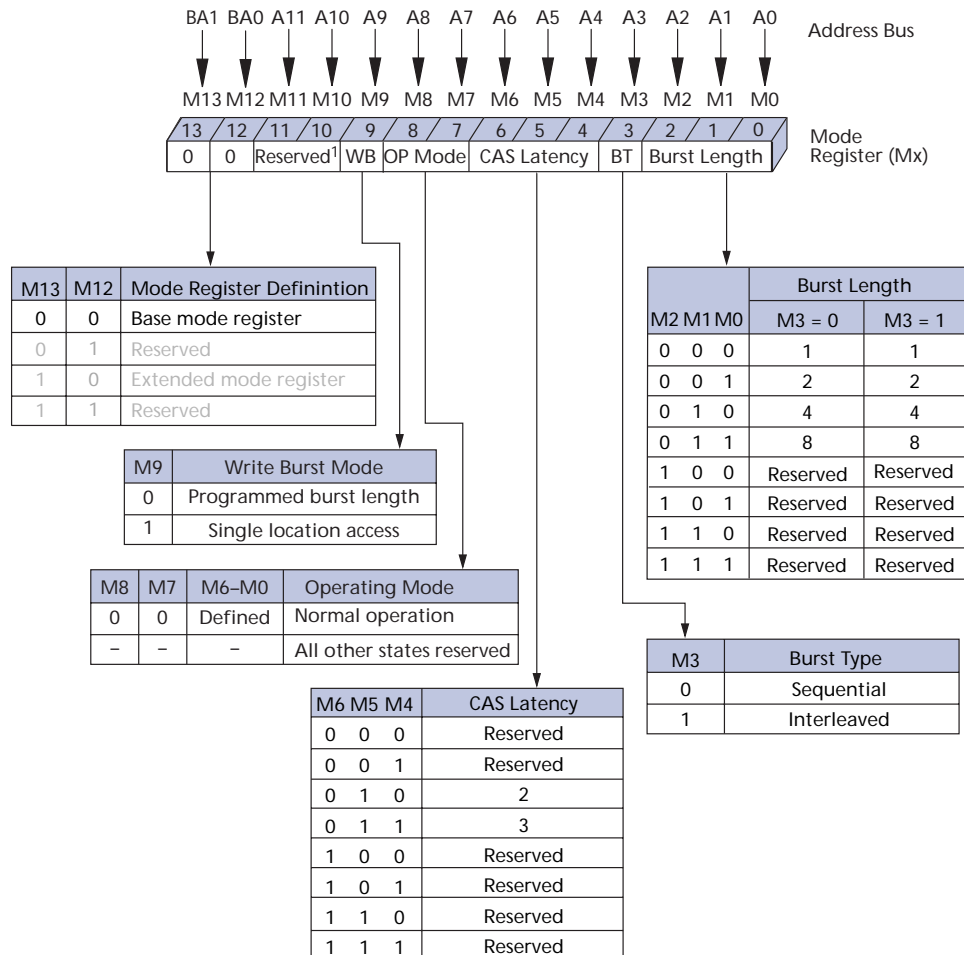 BA1 BA0 A11 A10 A9 A8 A7 A6 A5 A4 A3 A2 A1 A0
Address Bus
M13 M12 M11 M10 M9 M8 M7 M6 M5 M4 M3 M2 M1 M0
13 12 11 10 9 8 7 6 5 4 3 2 1 0
0 0 Reserved1 WB OP Mode CAS Latency BT Burst Length
Mode
Register (Mx)
M13 M12 Mode Register Definintion
0 0 Base mode register
0 1 Reserved
1 0 Extended mode register
1 1 Reserved
M9 Write Burst Mode
0 Programmed burst length
1 Single location access
M8 M7 M6–M0 Operating Mode
0 0 Defined Normal operation
– – – All other states reserved
M6 M5 M4 CAS Latency
0 0 0 Reserved
0 0 1 Reserved
0 1 0 2
0 1 1 3
1 0 0 Reserved
1 0 1 Reserved
1 1 0 Reserved
1 1 1 Reserved
Burst Length
M2 M1 M0 M3 = 0 M3 = 1
0 0 0 1 1
0 0 1 2 2
0 1 0 4 4
0 1 1 8 8
1 0 0 Reserved Reserved
1 0 1 Reserved Reserved
1 1 0 Reserved Reserved
1 1 1 Reserved Reserved
M3 Burst Type
0 Sequential
1 Interleaved